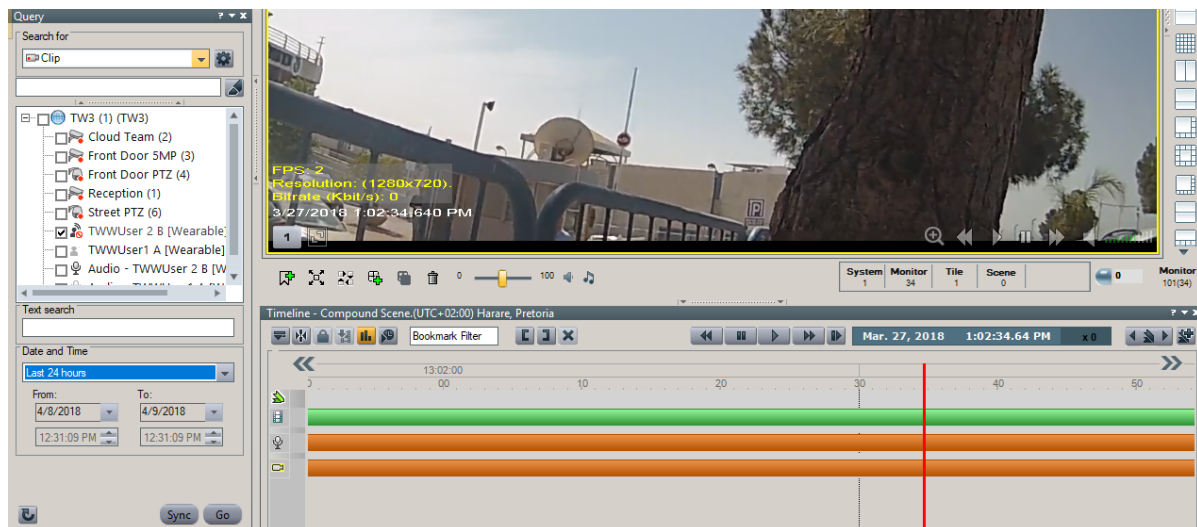 Query ? x
Search for
Clip
TW3 (1) (TW3)
Cloud Team (2)
Front Door 5MP (3)
Front Door PTZ (4)
Reception (1)
Street PTZ (6)
TWWUser 2 B [Wearable]
TWWUser1 A [Wearable]
Audio - TWWUser 2 B [W
Text search
Date and Time
Last 24 hours
From: To:
4/8/2018 4/9/2018
12:31:09 PM 12:31:09 PM
Sync Go
FPS: 2
Resolution: (1280x720).
Bitrate (Kbit/s): 0
3/27/2018 1:02:34.640 PM
1
P
0 100
System Monitor Tile Scene
1 34 1 0
0
Monitor
101(34)
Timeline - Compound Scene.(UTC+02:00) Harare, Pretoria ? x
Bookmark Filter
Mar. 27, 2018 1:02:34.64 PM x 0
13:02:00
00 10 20 30 40 50